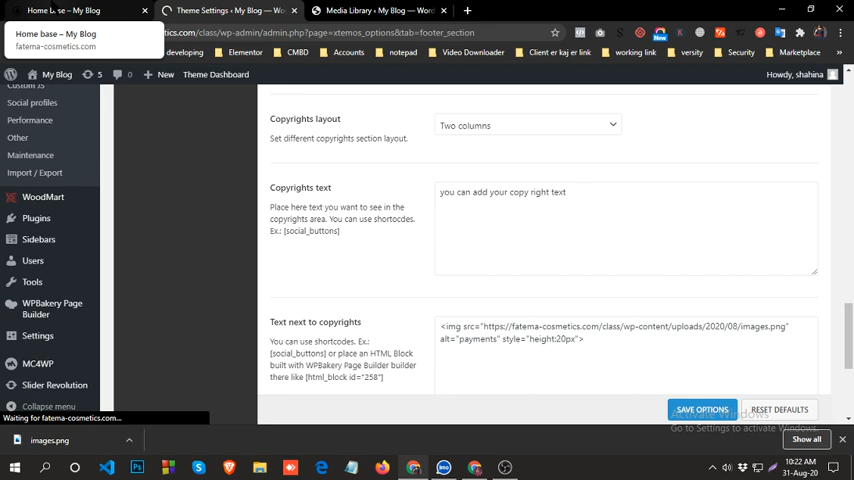 Home base – My Blog
Theme Settings ‹ My Blog — Wo
Media Library ‹ My Blog — Word
Home base – My Blog
fatema-cosmetics.com
tics.com/class/wp-admin/admin.php?page=xtemos_options&tab=footer_section
New
developing
Elementor
CMBD
Accounts
notepad
Video Downloader
Client er kaj er link
working link
versity
Security
Marketplace
»
My Blog
5
0
New
Theme Dashboard
Howdy, shahina
Custom JS
Social profiles
Performance
Other
Maintenance
Import / Export
WoodMart
Plugins
Sidebars
Users
Tools
WPBakery Page
Builder
Settings
MC4WP
Slider Revolution
Collapse menu
Copyrights layout
Set different copyrights section layout.
Two columns
Copyrights text
Place here text you want to see in the
copyrights area. You can use shortocdes.
Ex.: [social_buttons]
you can add your copy right text
Text next to copyrights
You can use shortcodes. Ex.:
[social_buttons] or place an HTML Block
built with WPBakery Page Builder builder
there like [html_block id="258"]
<img src="https://fatema-cosmetics.com/class/wp-content/uploads/2020/08/images.png"
alt="payments" style="height:20px">
SAVE OPTIONS
RESET DEFAULTS
Activate Windows
Go to Settings to activate Windows.
Waiting for fatema-cosmetics.com...
images.png
Show all
10:22 AM
31-Aug-20